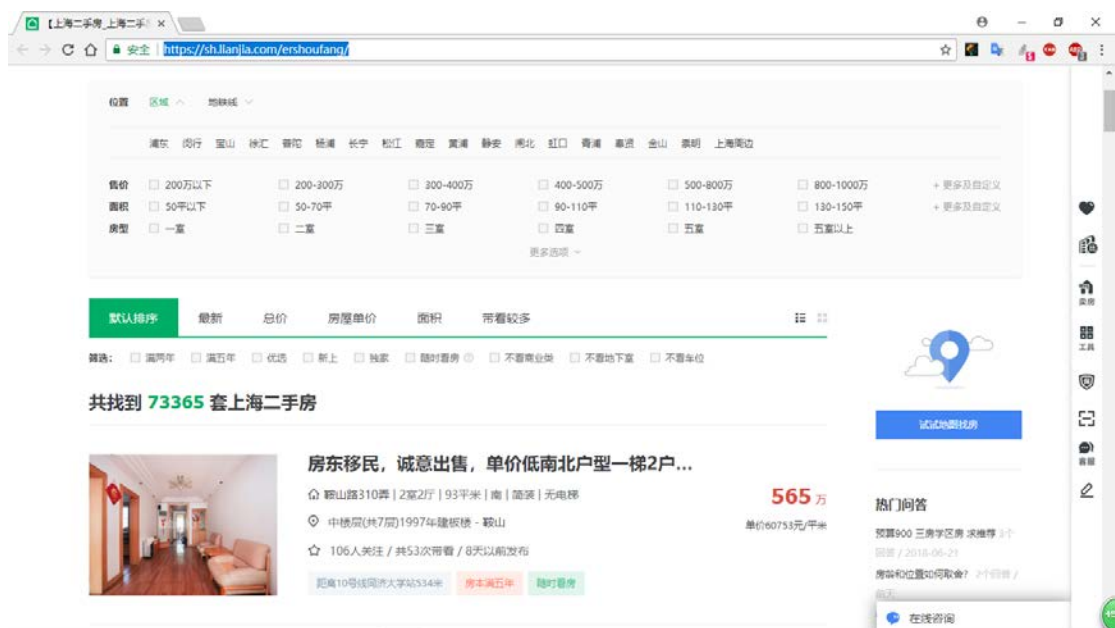 【上海二手房_上海二手
安全 https://sh.lianjia.com/ershoufang/
位置 区域 地铁线
浦东 闵行 宝山 徐汇 普陀 杨浦 长宁 松江 嘉定 黄浦 静安 闸北 虹口 青浦 奉贤 金山 崇明 上海周边
售价 200万以下 200-300万 300-400万 400-500万 500-800万 800-1000万 + 更多及自定义
面积 50平以下 50-70平 70-90平 90-110平 110-130平 130-150平 + 更多及自定义
房型 一室 二室 三室 四室 五室 五室以上
更多选项
默认排序 最新 总价 房屋单价 面积 带看较多
筛选： 满两年 满五年 优选 新上 独家 随时看房 不看商业类 不看地下室 不看车位
共找到 73365 套上海二手房
房东移民，诚意出售，单价低南北户型一梯2户...
鞍山路310弄 | 2室2厅 | 93平米 | 南 | 简装 | 无电梯
565 万
中楼层(共7层)1997年建板楼 - 鞍山
单价60753元/平米
106人关注 / 共53次带看 / 8天以前发布
距离10号线同济大学站534米 房本满五年 随时看房
试试地图找房
热门问答
预算900 三房学区房 求推荐 3个
回答 / 2018-06-21
房龄和位置如何取舍？ 2个回答 /
前天
在线咨询
卖房
工具
客服